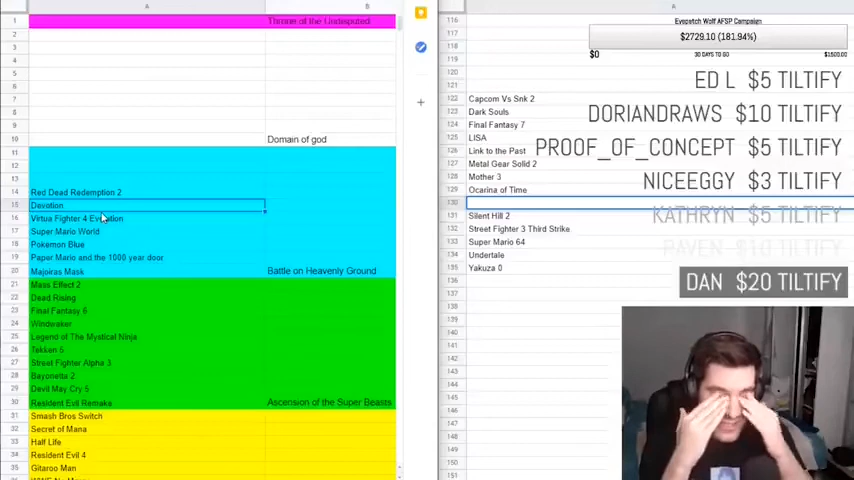 A
B
1
Throne of the Undisputed
2
3
4
5
6
7
8
9
10
Domain of god
11
12
13
14 Red Dead Redemption 2
15 Devotion
16 Virtua Fighter 4 Ev
17 Super Mario World
18 Pokemon Blue
19 Paper Mario and the 1000 year door
20 Majoiras Mask
Battle on Heavenly Ground
21 Mass Effect 2
22 Dead Rising
23 Final Fantasy 6
24 Windwaker
25 Legend of The Mystical Ninja
26 Tekken 5
27 Street Fighter Alpha 3
28 Bayonetta 2
29 Devil May Cry 5
30 Resident Evil Remake
Ascension of the Super Beasts
31 Smash Bros Switch
32 Secret of Mana
33 Half Life
34 Resident Evil 4
35 Gitaroo Man
A
116
117
118
119
120
121
122 Capcom Vs Snk 2
123 Dark Souls
124 Final Fantasy 7
125 LISA
126 Link to the Past
127 Metal Gear Solid 2
128 Mother 3
129 Ocarina of Time
130
131 Silent Hill 2
132 Street Fighter 3 Third Strike
133 Super Mario 64
134 Undertale
135 Yakuza 0
136
137
138
139
140
141
142
143
144
145
146
147
148
149
150
151
Eyepatch Wolf AFSP Campaign
$2729.10 (181.94%)
$0
30 DAYS TO GO
$1500.00
ED L $5 TILTIFY
DORIANDRAWS $10 TILTIFY
PROOF_OF_CONCEPT $5 TILTIFY
NICEEGGY $3 TILTIFY
KATHRYN $5 TILTIFY
RAVEN $10 TILTIFY
DAN $20 TILTIFY